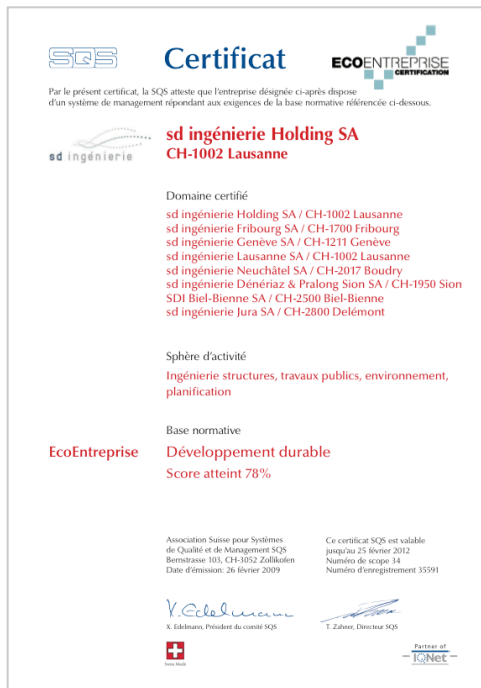 SQS
Certificat
ECOENTREPRISE
CERTIFICATION
Par le présent certificat, la SQS atteste que l'entreprise désignée ci-après dispose
d'un système de management répondant aux exigences de la base normative référencée ci-dessous.
sd ingénierie
sd ingénierie Holding SA
CH-1002 Lausanne
Domaine certifié
sd ingénierie Holding SA / CH-1002 Lausanne
sd ingénierie Fribourg SA / CH-1700 Fribourg
sd ingénierie Genève SA / CH-1211 Genève
sd ingénierie Lausanne SA / CH-1002 Lausanne
sd ingénierie Neuchâtel SA / CH-2017 Boudry
sd ingénierie Dénériaz & Pralong Sion SA / CH-1950 Sion
SDI Biel-Bienne SA / CH-2500 Biel-Bienne
sd ingénierie Jura SA / CH-2800 Delémont
Sphère d'activité
Ingénierie structures, travaux publics, environnement,
planification
Base normative
EcoEntreprise Développement durable
Score atteint 78%
Association Suisse pour Systèmes
de Qualité et de Management SQS
Bernstrasse 103, CH-3052 Zollikofen
Date d'émission: 26 février 2009
Ce certificat SQS est valable
jusqu'au 25 février 2012
Numéro de scope 34
Numéro d'enregistrement 35591
X. Edelmann
X. Edelmann, Président du comité SQS
T. Zahner, Directeur SQS
Swiss Made
Partner of
IQNet